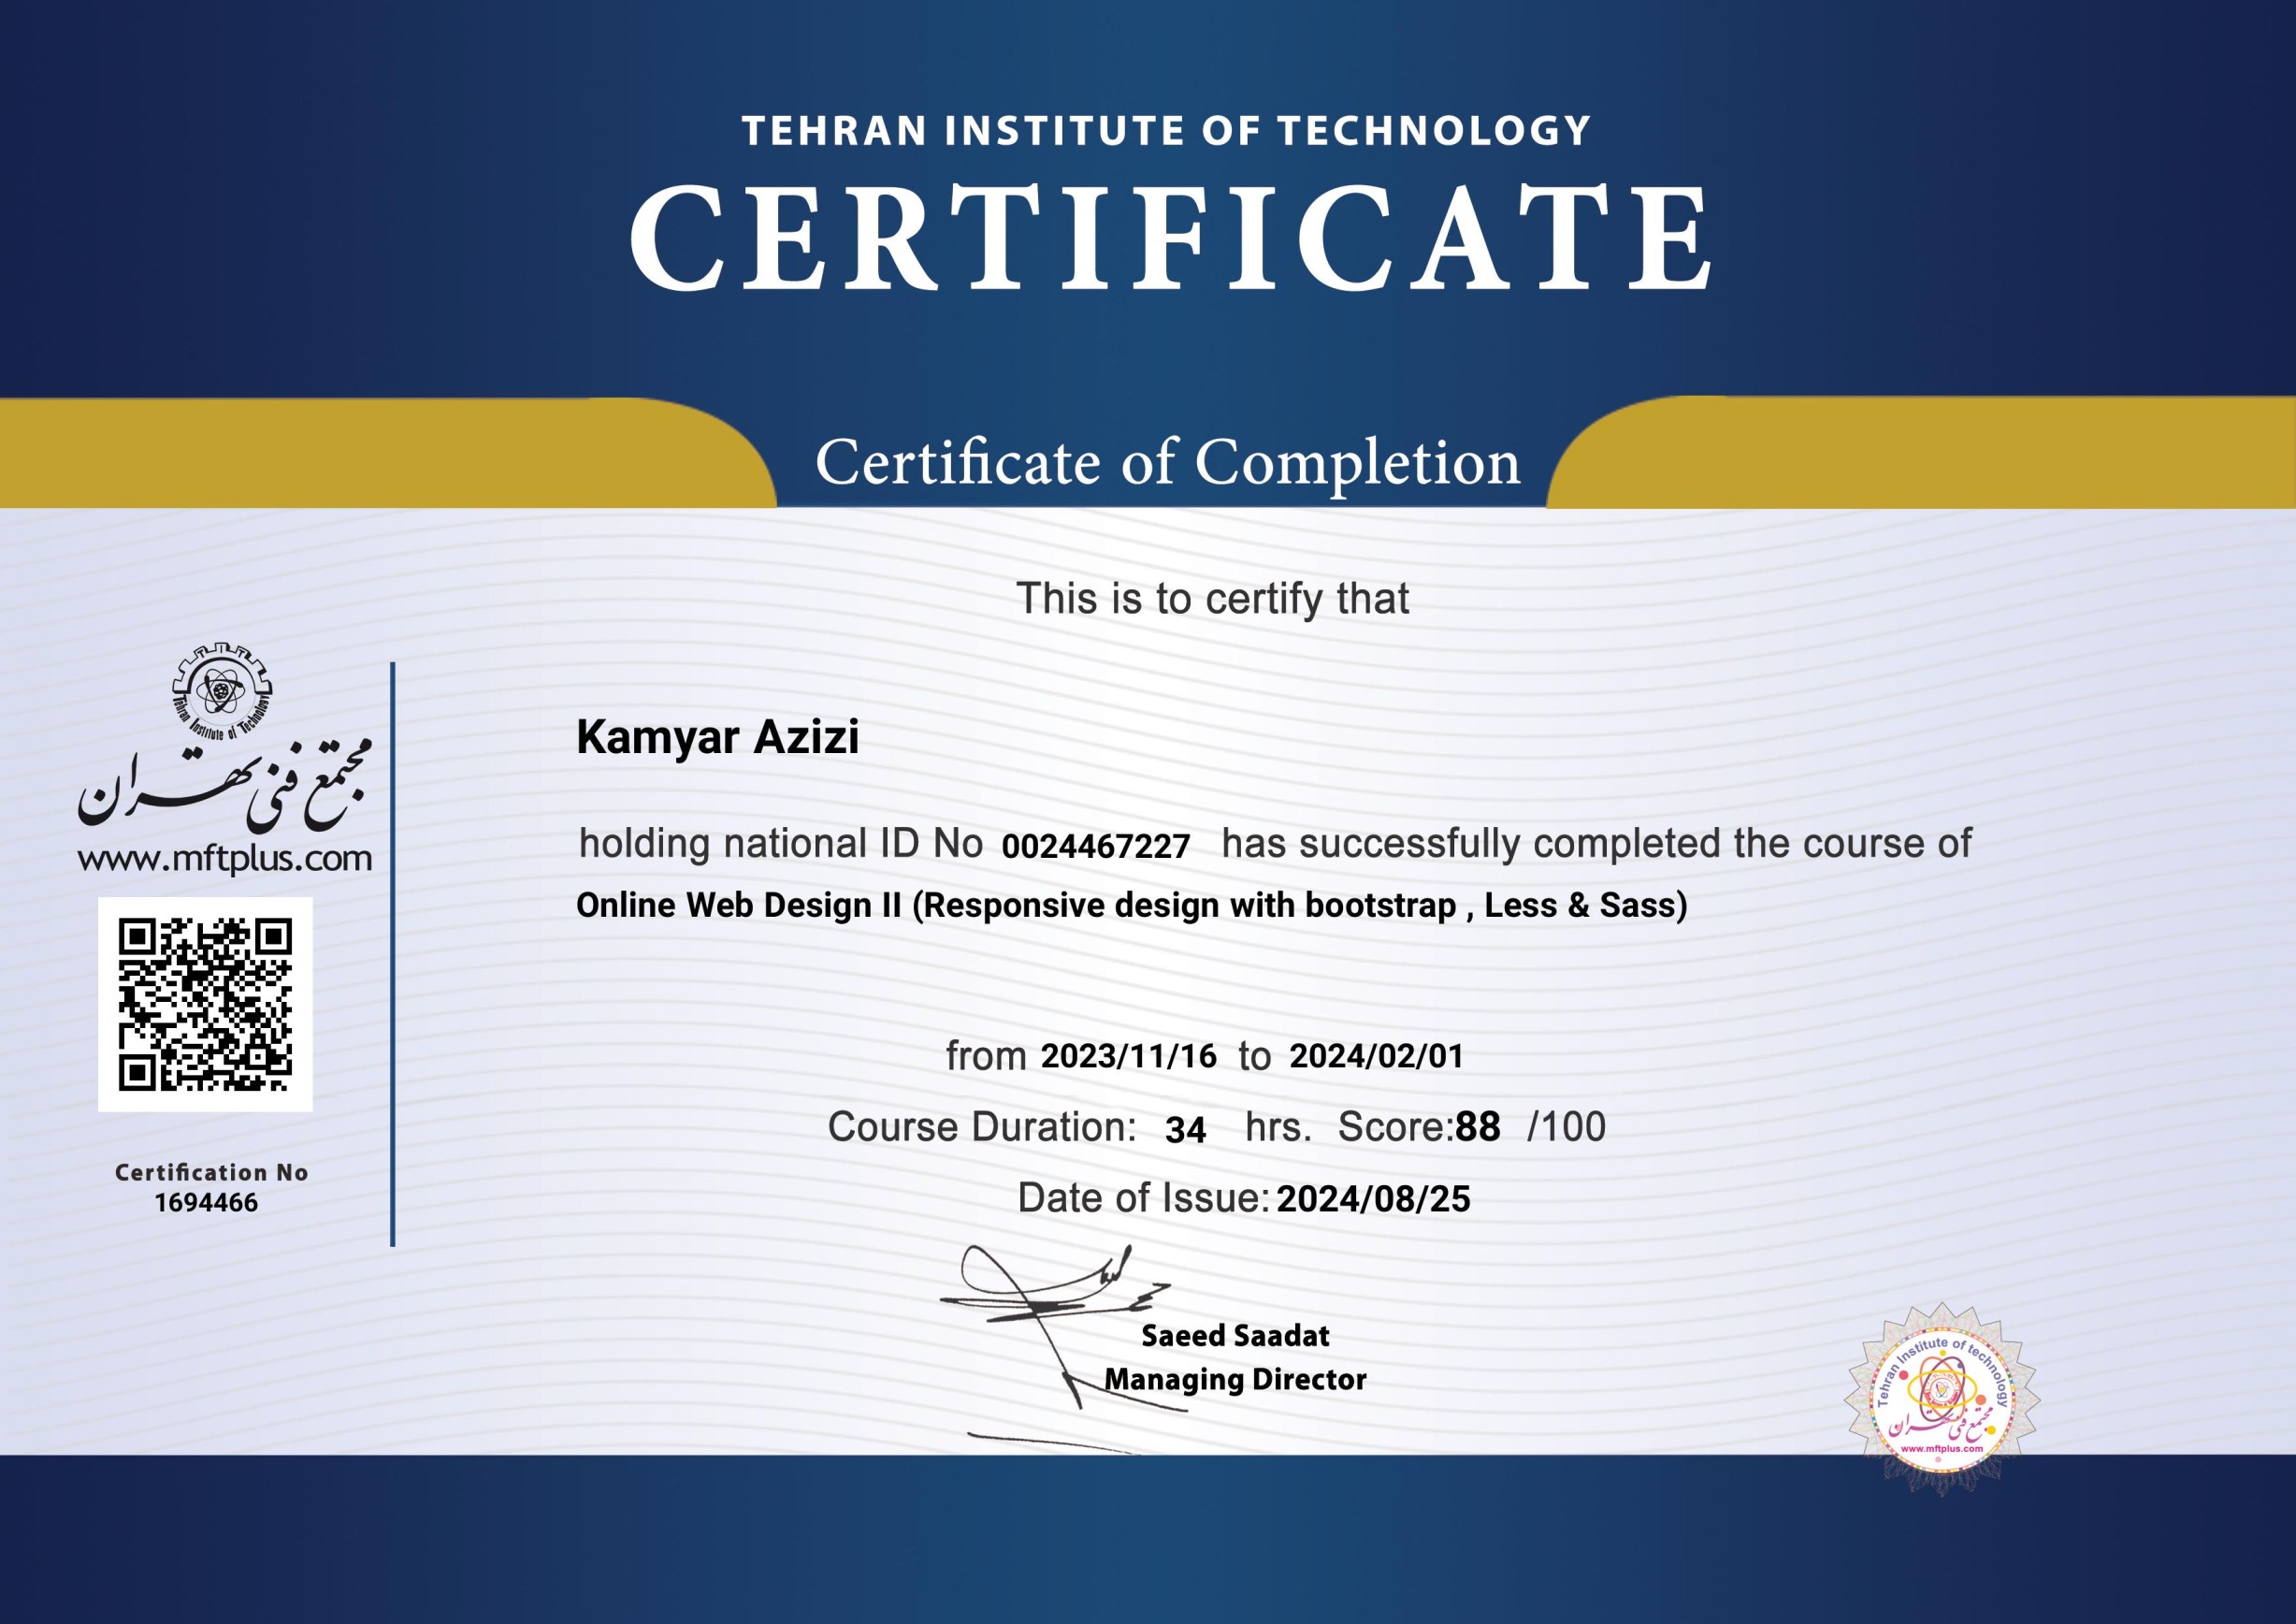 TEHRAN INSTITUTE OF TECHNOLOGY
CERTIFICATE
Certificate of Completion
This is to certify that
Kamyar Azizi
holding national ID No 0024467227 has successfully completed the course of
Online Web Design II (Responsive design with bootstrap , Less & Sass)
from 2023/11/16 to 2024/02/01
Course Duration: 34 hrs. Score:88 /100
Date of Issue: 2024/08/25
Saeed Saadat
Managing Director
Tehran Institute of Technology
مجتمع فنی تهران
www.mftplus.com
Certification No
1694466
Tehran Institute of technology
مجتمع فنی تهران
www.mftplus.com